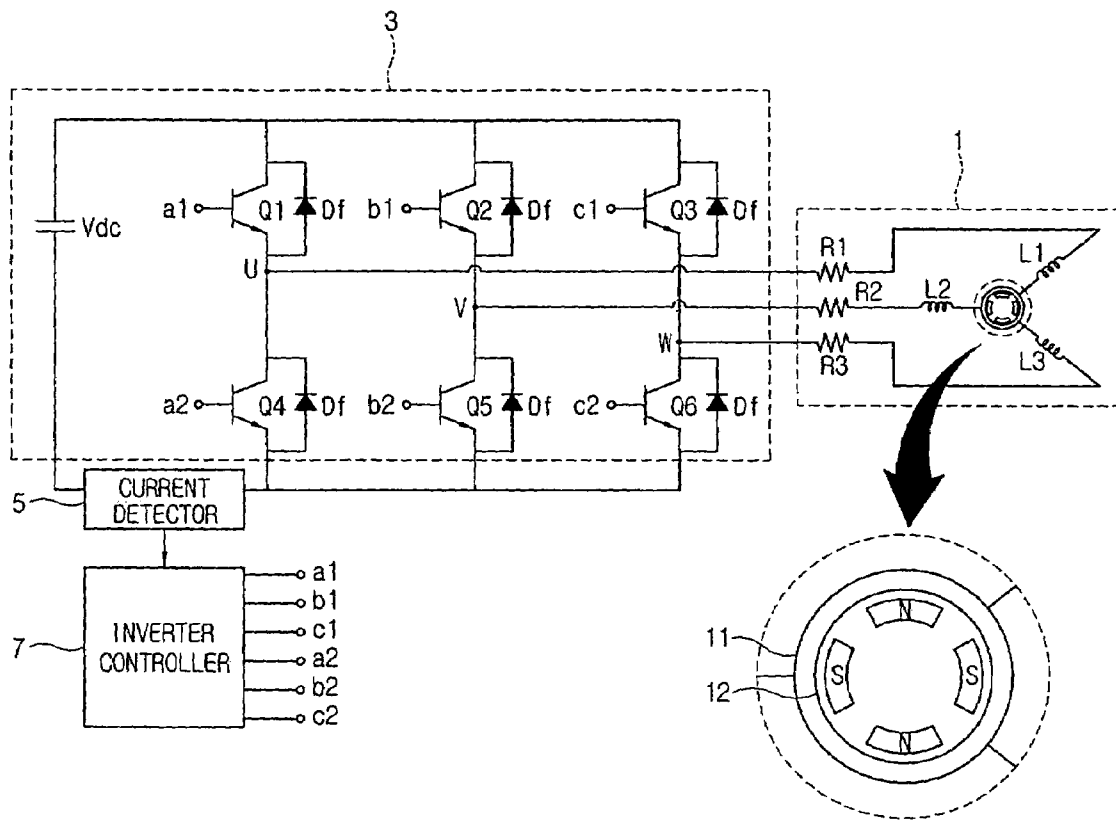 3
1
a1
Q1
Df
b1
Q2
Df
c1
Q3
Df
Vdc
U
V
W
R1
R2
R3
L1
L2
L3
a2
Q4
Df
b2
Q5
Df
c2
Q6
Df
5
CURRENT
DETECTOR
7
INVERTER
CONTROLLER
a1
b1
c1
a2
b2
c2
11
12
N
S
S
N